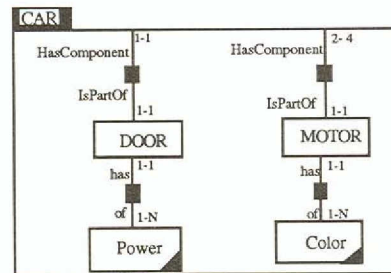 CAR
1-1 2-4
HasComponent HasComponent
IsPartOf IsPartOf
1-1 1-1
DOOR MOTOR
1-1 1-1
has has
of 1-N of 1-N
Power Color